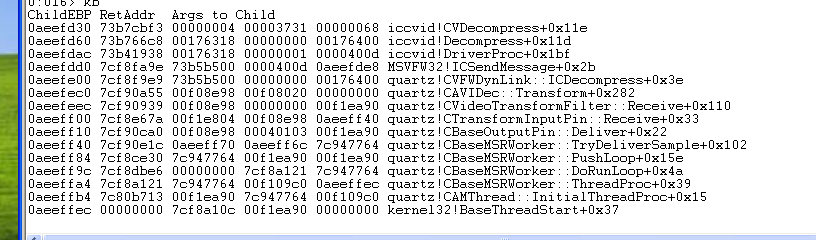 0:016> kb
ChildEBP RetAddr  Args to Child
0aeefd30 73b7cbf3 00000004 00003731 00000068 iccvid!CVDecompress+0x11e
0aeefd60 73b766c8 00176318 00000000 00176400 iccvid!Decompress+0x11d
0aeefdac 73b41938 00176318 00000001 0000400d iccvid!DriverProc+0x1bf
0aeefdd0 7cf8fa9e 73b5b500 0000400d 0aeefde8 MSVFW32!ICSendMessage+0x2b
0aeefe00 7cf8f9e9 73b5b500 00000000 00176400 quartz!CVFWDynLink::ICDecompress+0x3e
0aeefec0 7cf90a55 00f08e98 00f08020 00000000 quartz!CAVIDec::Transform+0x282
0aeefeec 7cf90939 00f08e98 00000000 00f1ea90 quartz!CVideoTransformFilter::Receive+0x110
0aeeff00 7cf8e67a 00f1e804 00f08e98 0aeeff40 quartz!CTransformInputPin::Receive+0x33
0aeeff10 7cf90ca0 00f08e98 00040103 00f1ea90 quartz!CBaseOutputPin::Deliver+0x22
0aeeff40 7cf90e1c 0aeeff70 0aeeff6c 7c947764 quartz!CBaseMSRWorker::TryDeliverSample+0x102
0aeeff84 7cf8ce30 7c947764 00f1ea90 00f1ea90 quartz!CBaseMSRWorker::PushLoop+0x15e
0aeeff9c 7cf8dbe6 00000000 7cf8a121 7c947764 quartz!CBaseMSRWorker::DoRunLoop+0x4a
0aeeffa4 7cf8a121 7c947764 00f109c0 0aeeffec quartz!CBaseMSRWorker::ThreadProc+0x39
0aeeffb4 7c80b713 00f1ea90 7c947764 00f109c0 quartz!CAMThread::InitialThreadProc+0x15
0aeeffec 00000000 7cf8a10c 00f1ea90 00000000 kernel32!BaseThreadStart+0x37